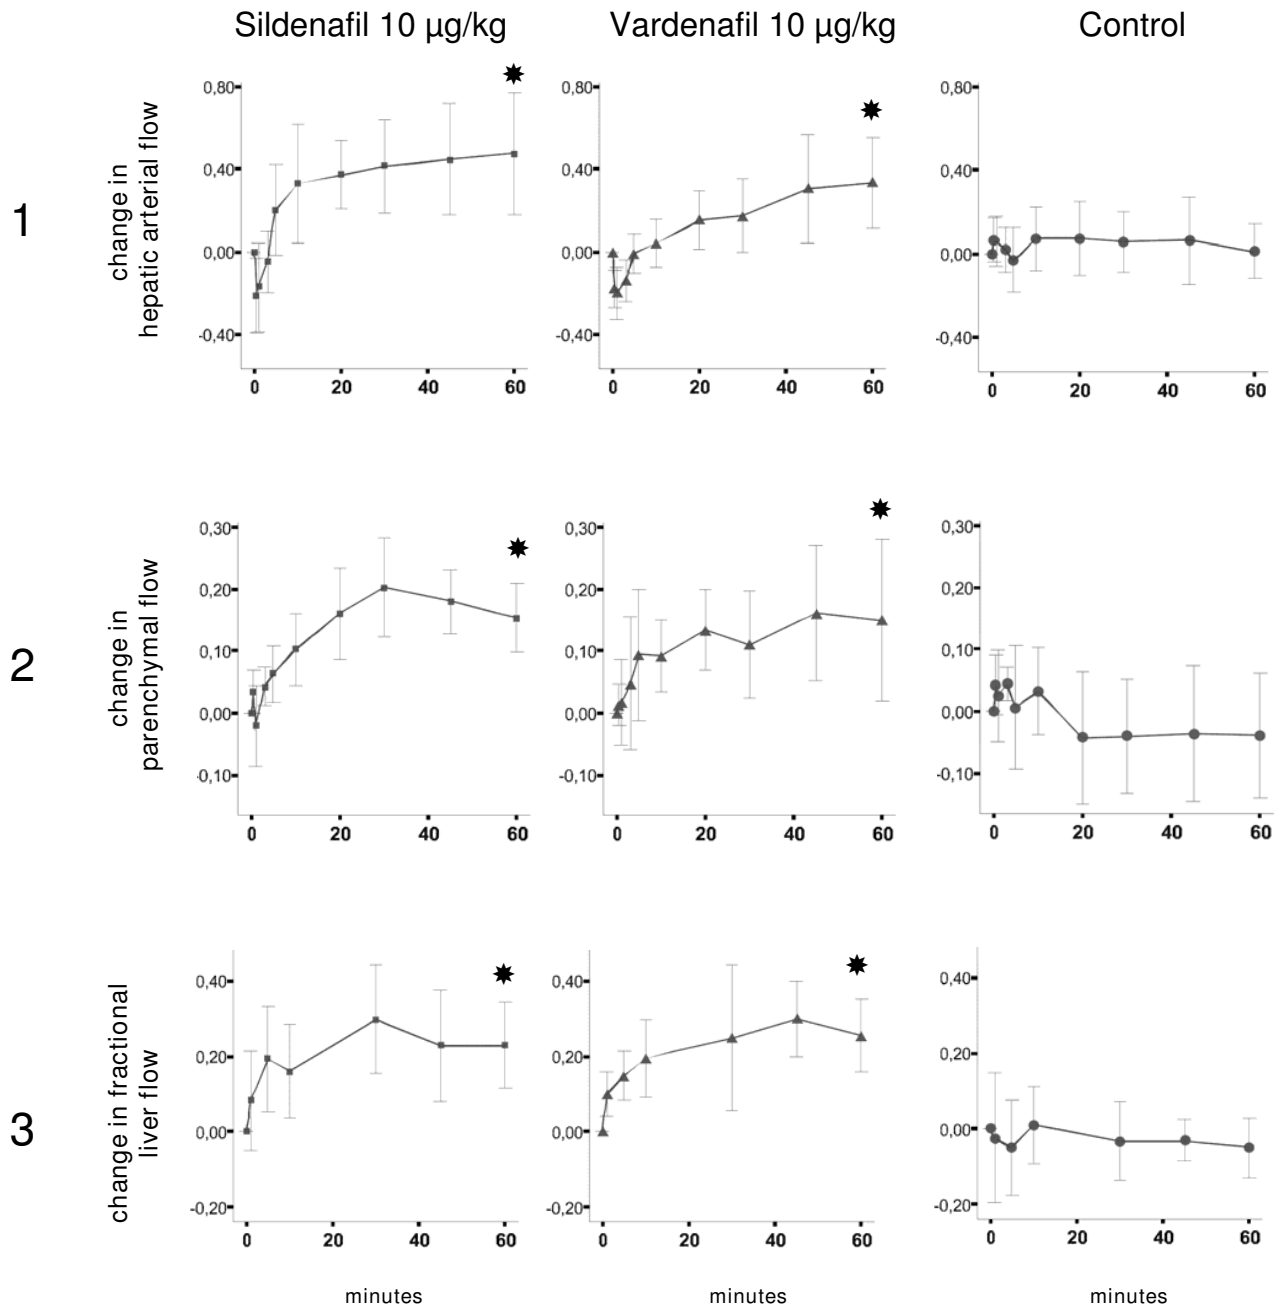 Sildenafil 10 µg/kg
Vardenafil 10 µg/kg
Control
1
change in
hepatic arterial flow
0,80
0,40
0,00
-0,40
0 20 40 60
0,80
0,40
0,00
-0,40
0 20 40 60
0,80
0,40
0,00
-0,40
0 20 40 60
2
change in
parenchymal flow
0,30
0,20
0,10
0,00
-0,10
0 20 40 60
0,30
0,20
0,10
0,00
-0,10
0 20 40 60
0,30
0,20
0,10
0,00
-0,10
0 20 40 60
3
change in fractional
liver flow
0,40
0,20
0,00
-0,20
0 20 40 60
0,40
0,20
0,00
-0,20
0 20 40 60
0,40
0,20
0,00
-0,20
0 20 40 60
minutes
minutes
minutes